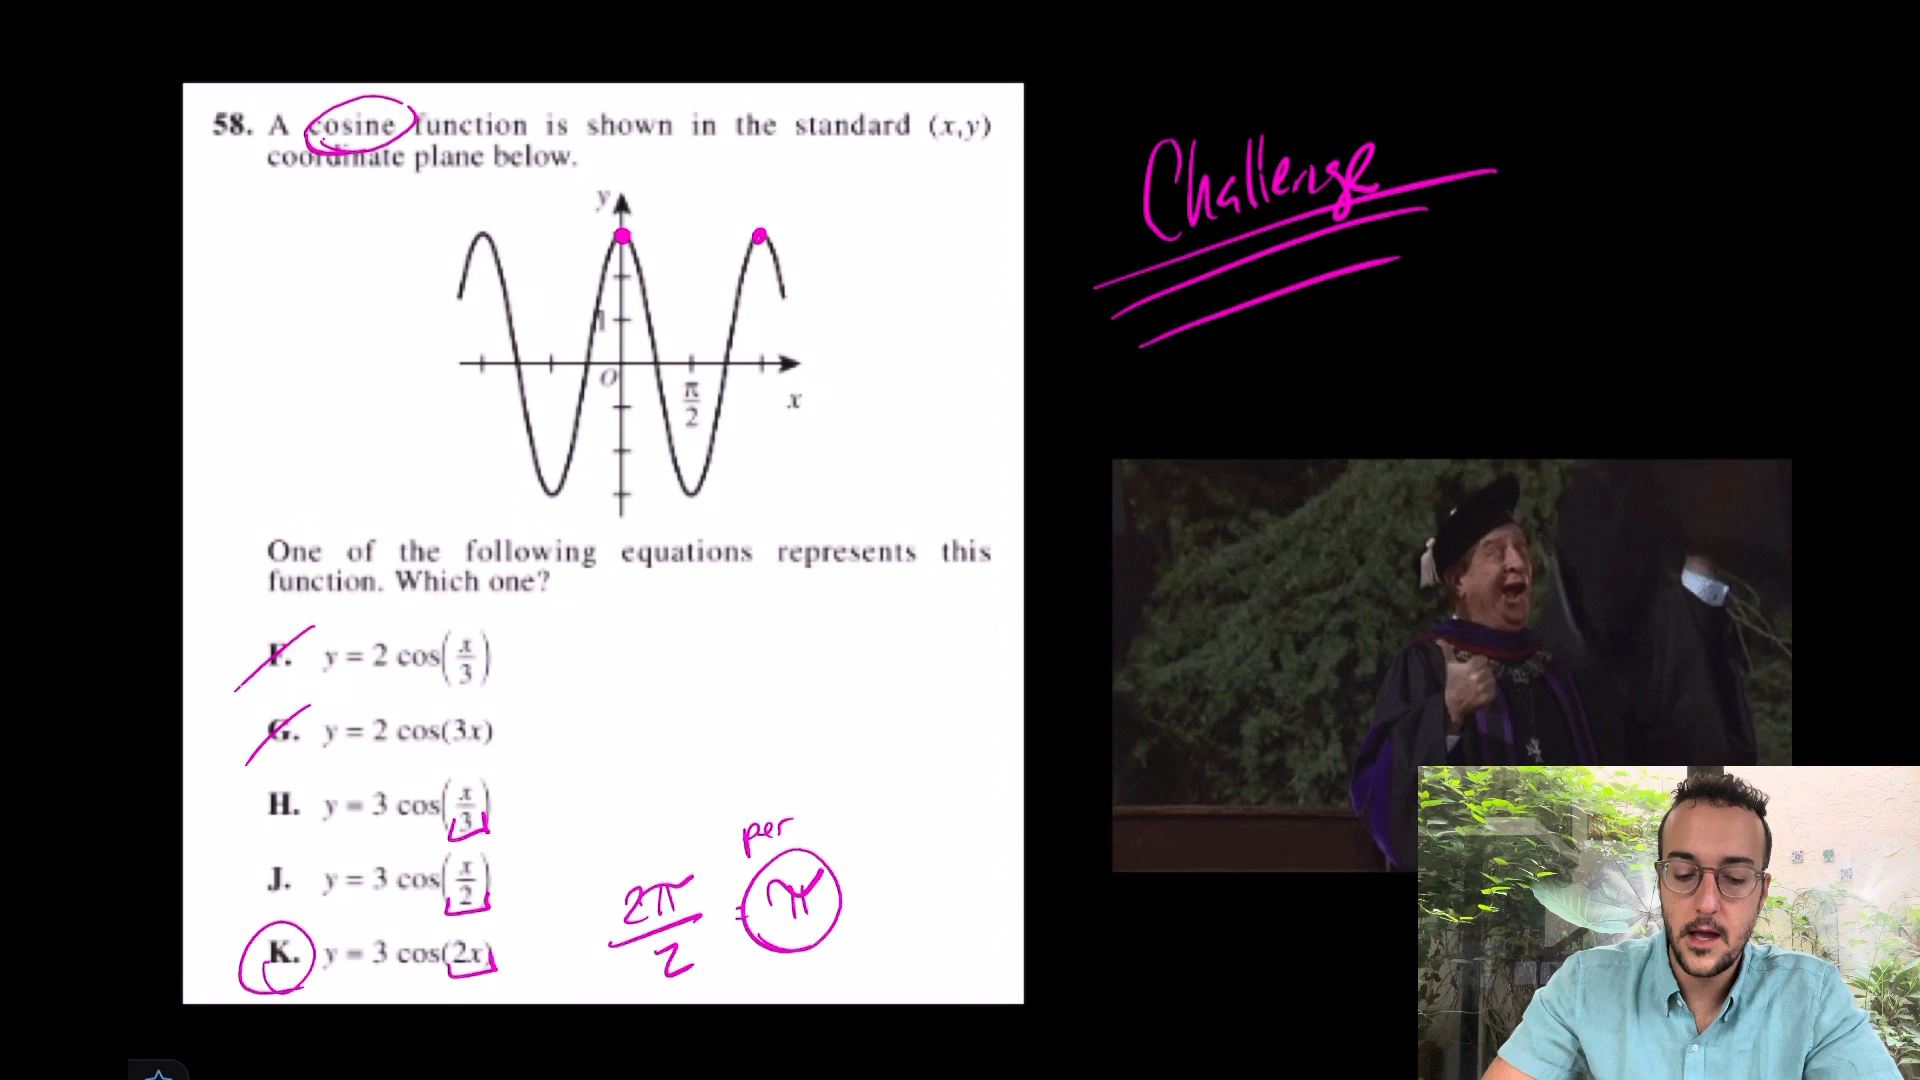 58. A cosine function is shown in the standard (x,y)
coordinate plane below.
y
1
O
π/2
x
One of the following equations represents this
function. Which one?
F. y = 2 cos(x/3)
G. y = 2 cos(3x)
H. y = 3 cos(x/3)
J. y = 3 cos(x/2)
K. y = 3 cos(2x)
per
2π/2 = π
Challenge